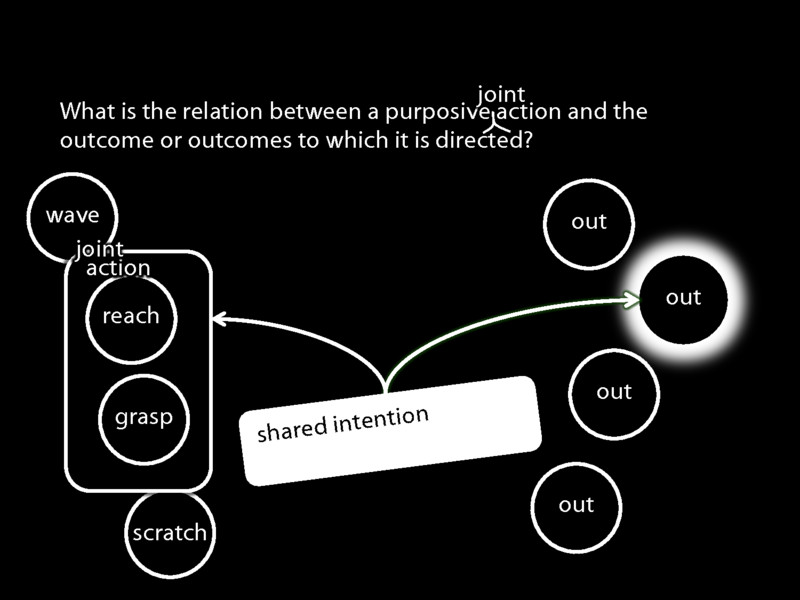 joint
What is the relation between a purposive action and the
outcome or outcomes to which it is directed?
wave
out
joint
action
out
reach
out
grasp
shared intention
out
scratch